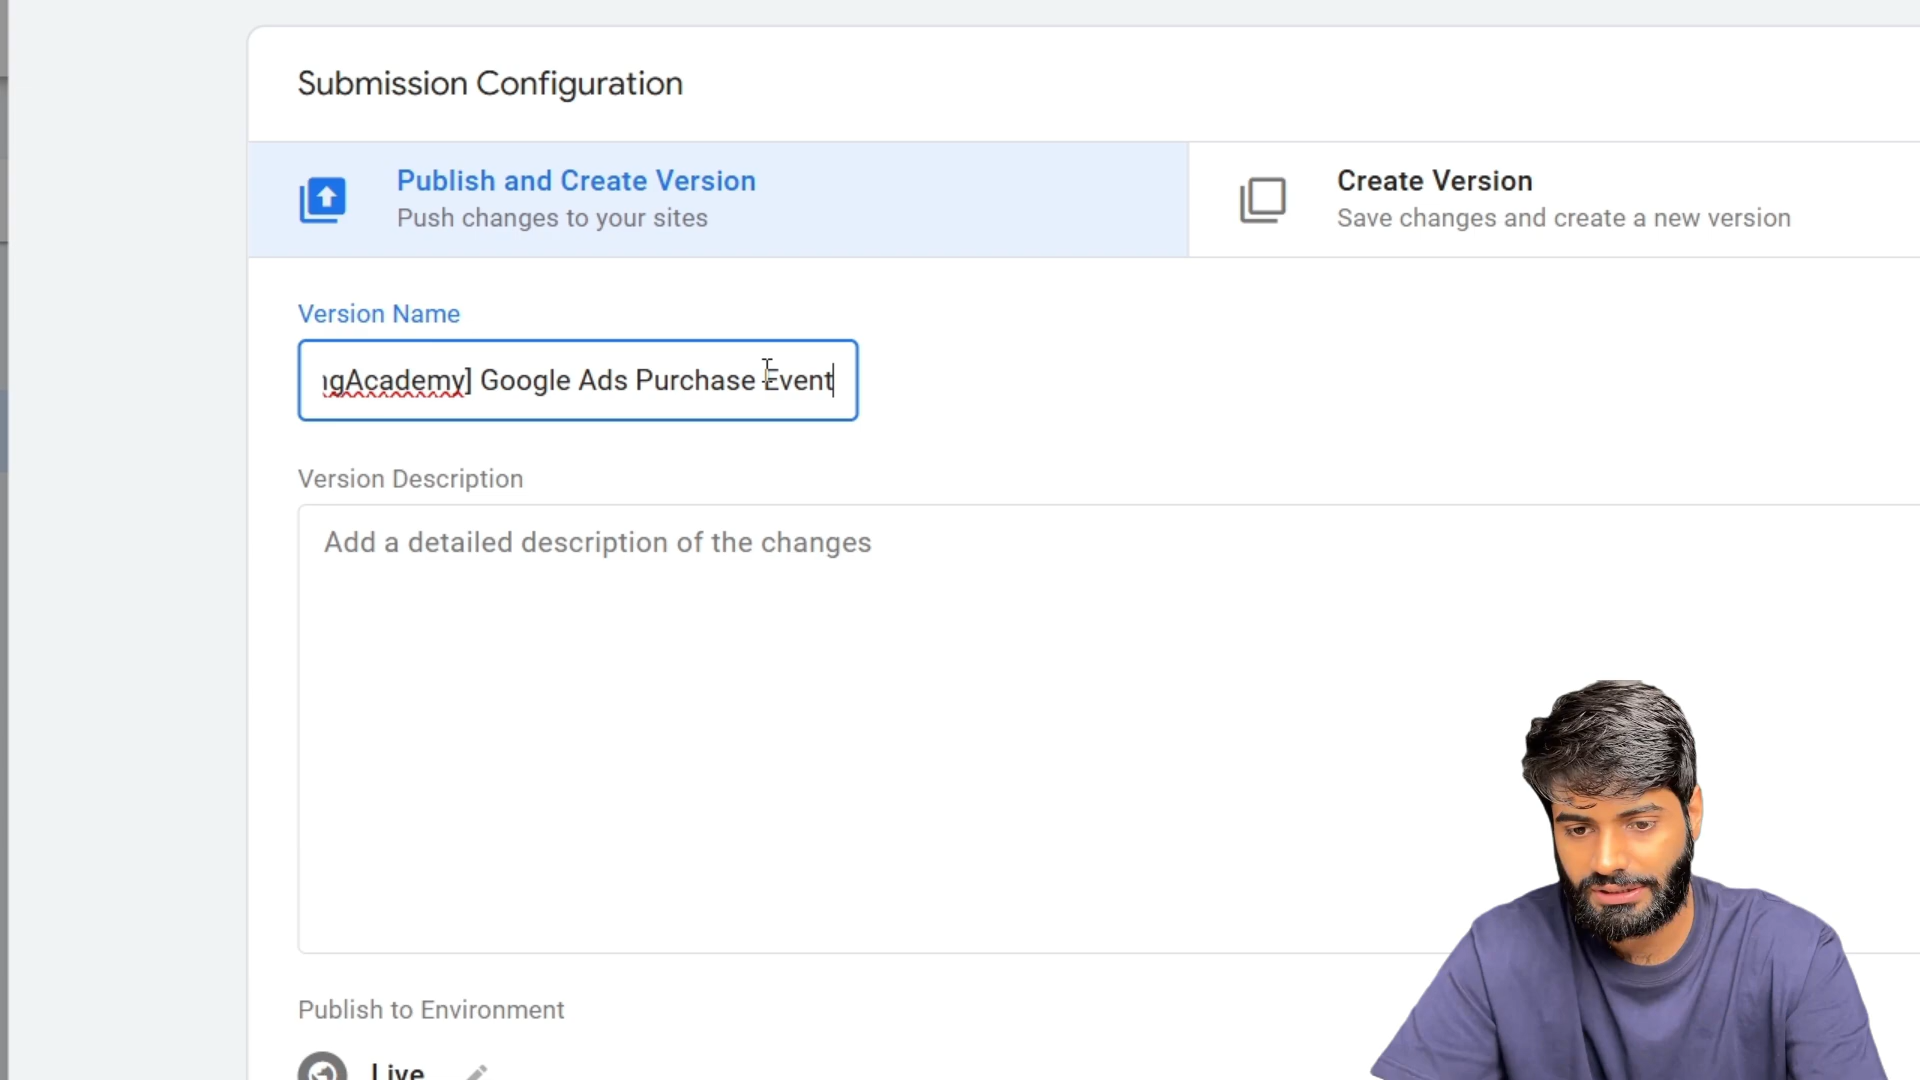 Submission Configuration
Publish and Create Version
Push changes to your sites
Create Version
Save changes and create a new version
Version Name
ngAcademy] Google Ads Purchase Event
Version Description
Add a detailed description of the changes
Publish to Environment
Live